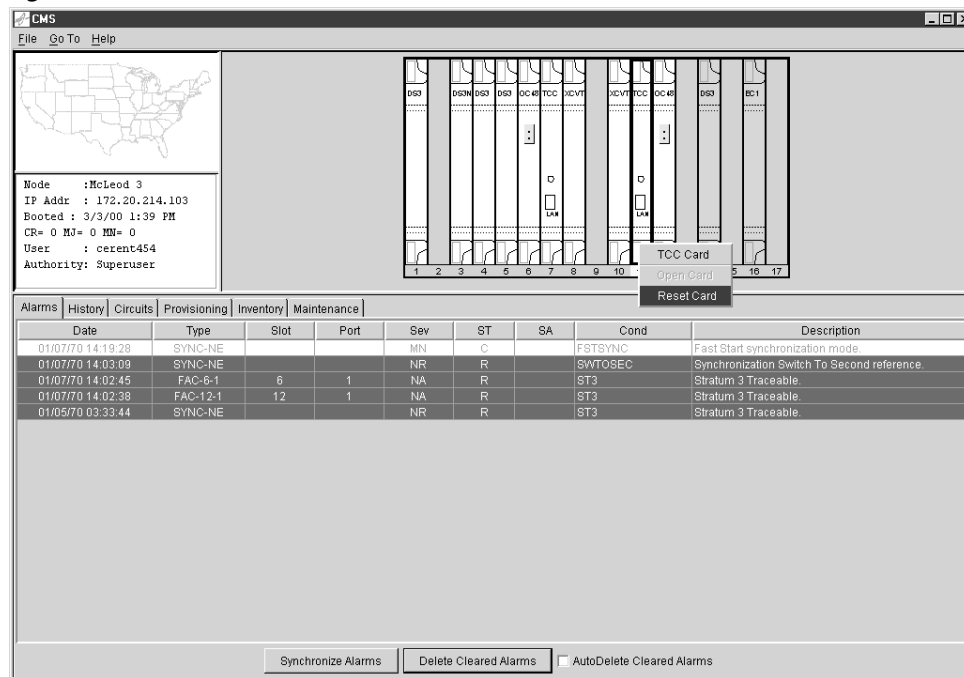 CMS
File Go To Help
DS3 DS3N DS3 DS3 OC48 TCC XCVT XCVT TCC OC48 DS3 EC1
LAN LAN
1 2 3 4 5 6 7 8 9 10 5 16 17
TCC Card
Open Card
Reset Card
Node :McLeod 3
IP Addr : 172.20.214.103
Booted : 3/3/00 1:39 PM
CR= 0 MJ= 0 MN= 0
User : cerent454
Authority: Superuser
Alarms History Circuits Provisioning Inventory Maintenance
Date Type Slot Port Sev ST SA Cond Description
01/07/70 14:19:28 SYNC-NE MN C FSTSYNC Fast Start synchronization mode.
01/07/70 14:03:09 SYNC-NE NR R SWTOSEC Synchronization Switch To Second reference.
01/07/70 14:02:45 FAC-6-1 6 1 NA R ST3 Stratum 3 Traceable.
01/07/70 14:02:38 FAC-12-1 12 1 NA R ST3 Stratum 3 Traceable.
01/05/70 03:33:44 SYNC-NE NR R ST3 Stratum 3 Traceable.
Synchronize Alarms Delete Cleared Alarms AutoDelete Cleared Alarms